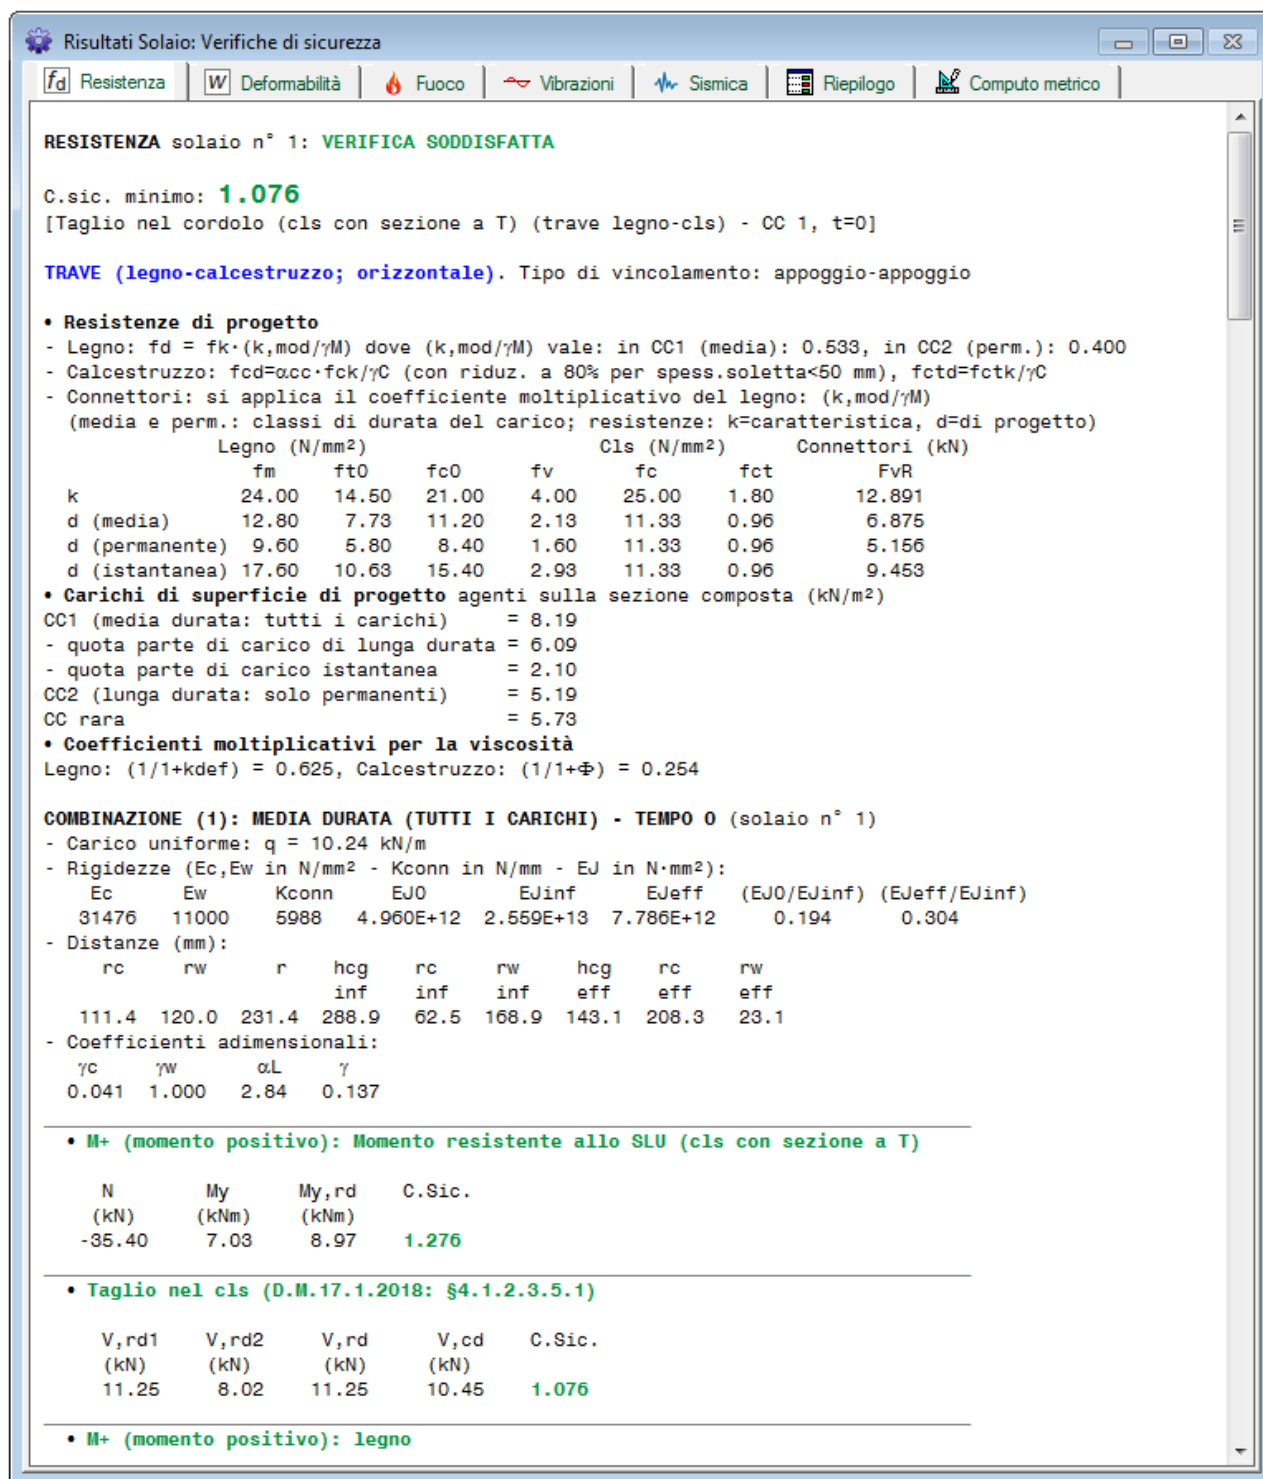 Risultati Solaio: Verifiche di sicurezza
fd Resistenza W Deformabilità Fuoco Vibrazioni Sismica Riepilogo Computo metrico
RESISTENZA solaio n° 1: VERIFICA SODDISFATTA
C.sic. minimo: 1.076
[Taglio nel cordolo (cls con sezione a T) (trave legno-cls) - CC 1, t=0]
TRAVE (legno-calcestruzzo; orizzontale). Tipo di vincolamento: appoggio-appoggio
• Resistenze di progetto
- Legno: fd = fk·(k,mod/γM) dove (k,mod/γM) vale: in CC1 (media): 0.533, in CC2 (perm.): 0.400
- Calcestruzzo: fcd=αcc·fck/γC (con riduz. a 80% per spess.soletta<50 mm), fctd=fctk/γC
- Connettori: si applica il coefficiente moltiplicativo del legno: (k,mod/γM)
(media e perm.: classi di durata del carico; resistenze: k=caratteristica, d=di progetto)
Legno (N/mm²) Cls (N/mm²) Connettori (kN)
fm ft0 fc0 fv fc fct FvR
k 24.00 14.50 21.00 4.00 25.00 1.80 12.891
d (media) 12.80 7.73 11.20 2.13 11.33 0.96 6.875
d (permanente) 9.60 5.80 8.40 1.60 11.33 0.96 5.156
d (istantanea) 17.60 10.63 15.40 2.93 11.33 0.96 9.453
• Carichi di superficie di progetto agenti sulla sezione composta (kN/m²)
CC1 (media durata: tutti i carichi) = 8.19
- quota parte di carico di lunga durata = 6.09
- quota parte di carico istantanea = 2.10
CC2 (lunga durata: solo permanenti) = 5.19
CC rara = 5.73
• Coefficienti moltiplicativi per la viscosità
Legno: (1/1+kdef) = 0.625, Calcestruzzo: (1/1+Φ) = 0.254
COMBINAZIONE (1): MEDIA DURATA (TUTTI I CARICHI) - TEMPO 0 (solaio n° 1)
- Carico uniforme: q = 10.24 kN/m
- Rigidezze (Ec,Ew in N/mm² - Kconn in N/mm - EJ in N·mm²):
Ec Ew Kconn EJ0 EJinf EJeff (EJ0/EJinf) (EJeff/EJinf)
31476 11000 5988 4.960E+12 2.559E+13 7.786E+12 0.194 0.304
- Distanze (mm):
rc rw r hcg rc rw hcg rc rw
inf inf inf eff eff eff
111.4 120.0 231.4 288.9 62.5 168.9 143.1 208.3 23.1
- Coefficienti adimensionali:
γc γw αL γ
0.041 1.000 2.84 0.137
• M+ (momento positivo): Momento resistente allo SLU (cls con sezione a T)
N My My,rd C.Sic.
(kN) (kNm) (kNm)
-35.40 7.03 8.97 1.276
• Taglio nel cls (D.M.17.1.2018: §4.1.2.3.5.1)
V,rd1 V,rd2 V,rd V,cd C.Sic.
(kN) (kN) (kN) (kN)
11.25 8.02 11.25 10.45 1.076
• M+ (momento positivo): legno